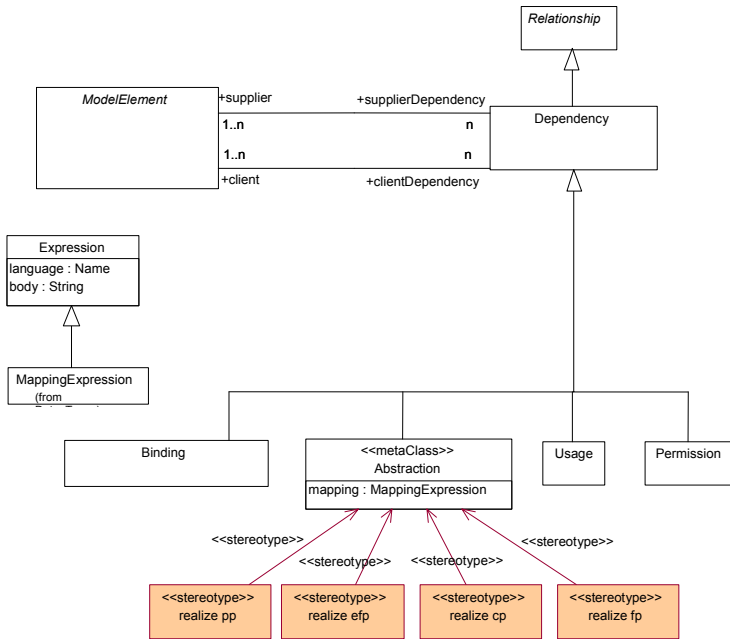 Relationship
ModelElement
+supplier
+supplierDependency
1..n
n
Dependency
1..n
n
+client
+clientDependency
Expression
language : Name
body : String
MappingExpression
(from
Binding
<<metaClass>>
Abstraction
mapping : MappingExpression
Usage
Permission
<<stereotype>>
<<stereotype>>
<<stereotype>>
<<stereotype>>
<<stereotype>>
realize pp
<<stereotype>>
realize efp
<<stereotype>>
realize cp
<<stereotype>>
realize fp